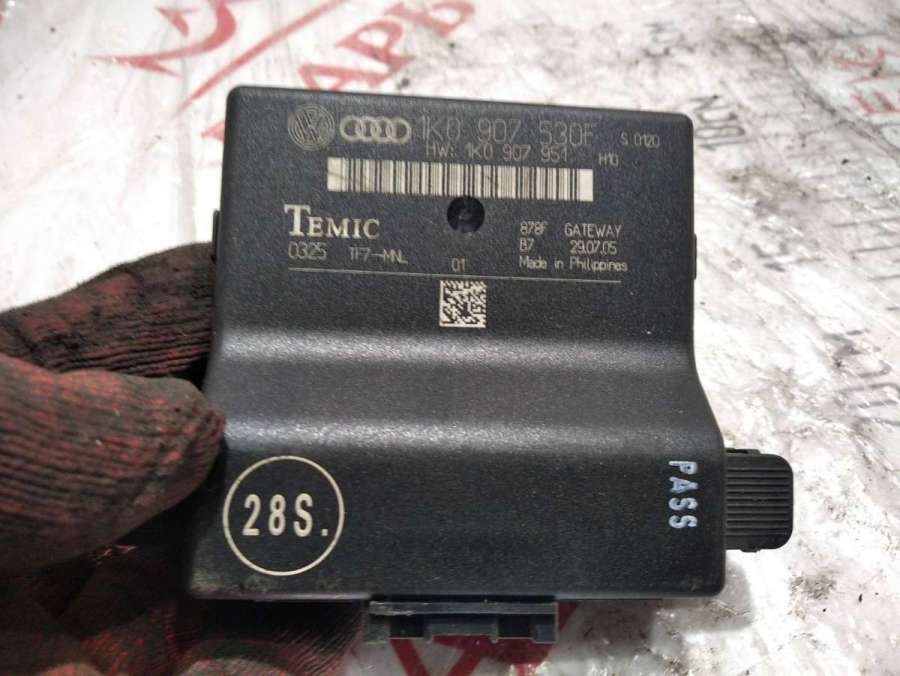 1K0 907 530F S 0120
HW: 1K0 907 951 H10
TEMIC
878F GATEWAY
0325 TF7-MNL B7 29.07.05
01 Made in Philippines
28S.
PASS